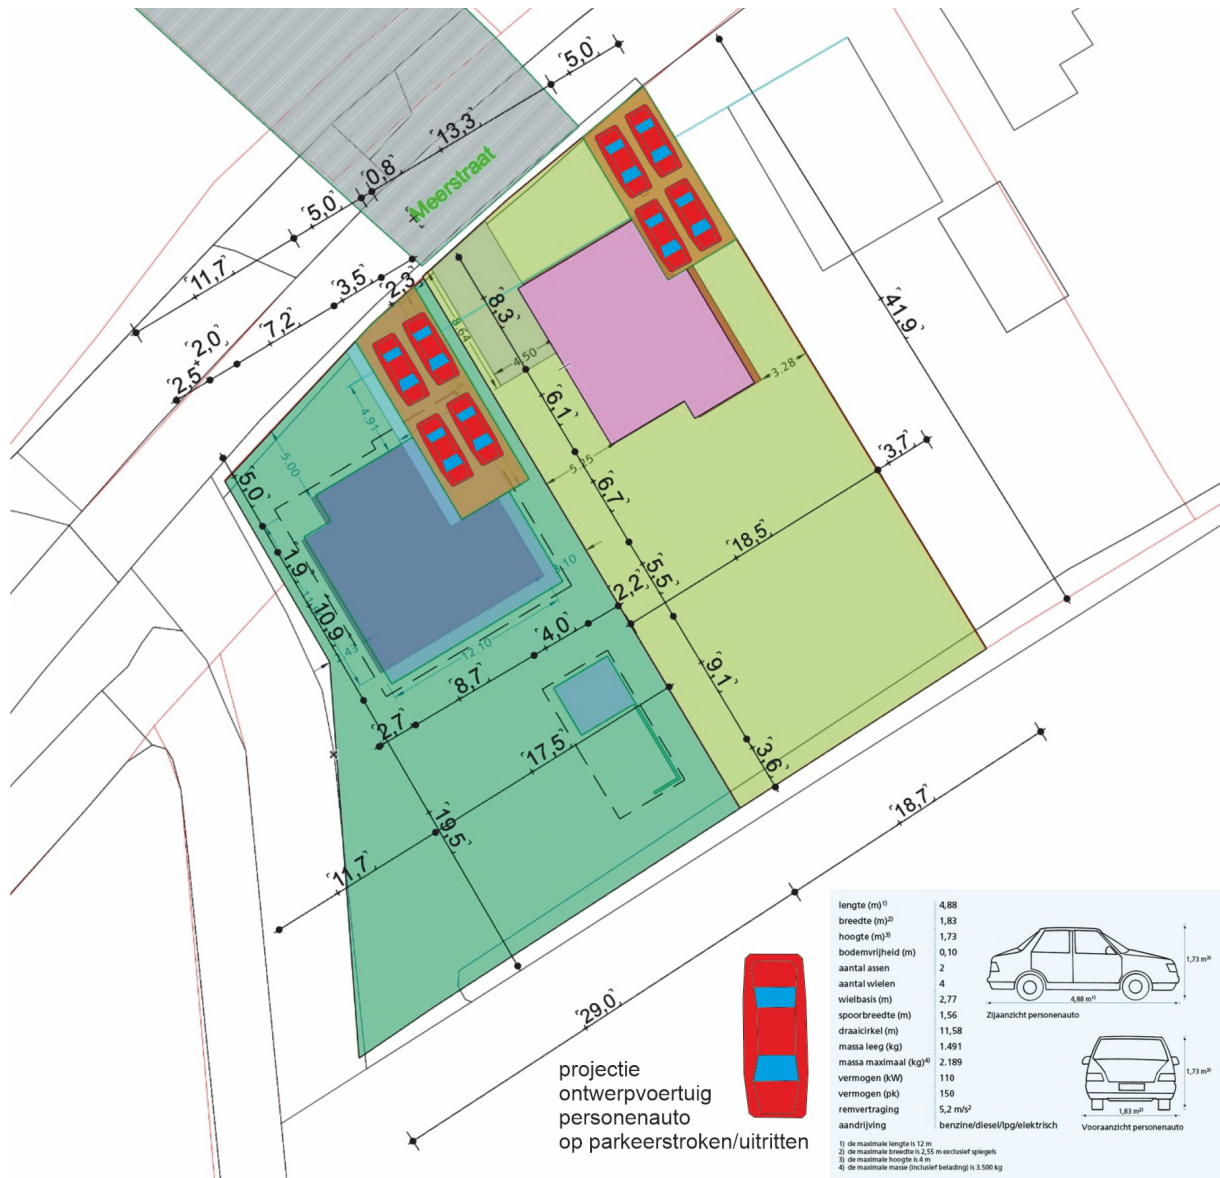 5,0
13,3
0,8
5,0
11,7
Meerstraat
2,3
3,5
7,2
2,0
2,5
8,3
8.64
4.50
41,9
6,1
3.28
4.91
5.00
5.25
3,7
5,0
6,7
18,5
1,9
5,5
3.10
2,2
10,9
4,0
12.10
8,7
9,1
2,7
17,5
3,6
19,5
18,7
11,7
29,0
projectie
ontwerpvoertuig
personenauto
op parkeerstroken/uitritten
lengte (m)1) 4,88
breedte (m)2) 1,83
hoogte (m)3) 1,73
bodemvrijheid (m) 0,10
aantal assen 2
aantal wielen 4
wielbasis (m) 2,77
spoorbreedte (m) 1,56
draaicirkel (m) 11,58
massa leeg (kg) 1.491
massa maximaal (kg)4) 2.189
vermogen (kW) 110
vermogen (pk) 150
remvertraging 5,2 m/s2
aandrijving benzine/diesel/lpg/elektrisch
1,73 m3)
4,88 m1)
Zijaanzicht personenauto
1,73 m3)
1,83 m2)
Vooraanzicht personenauto
1) de maximale lengte is 12 m
2) de maximale breedte is 2,55 m exclusief spiegels
3) de maximale hoogte is 4 m
4) de maximale masse (inclusief belading) is 3.500 kg